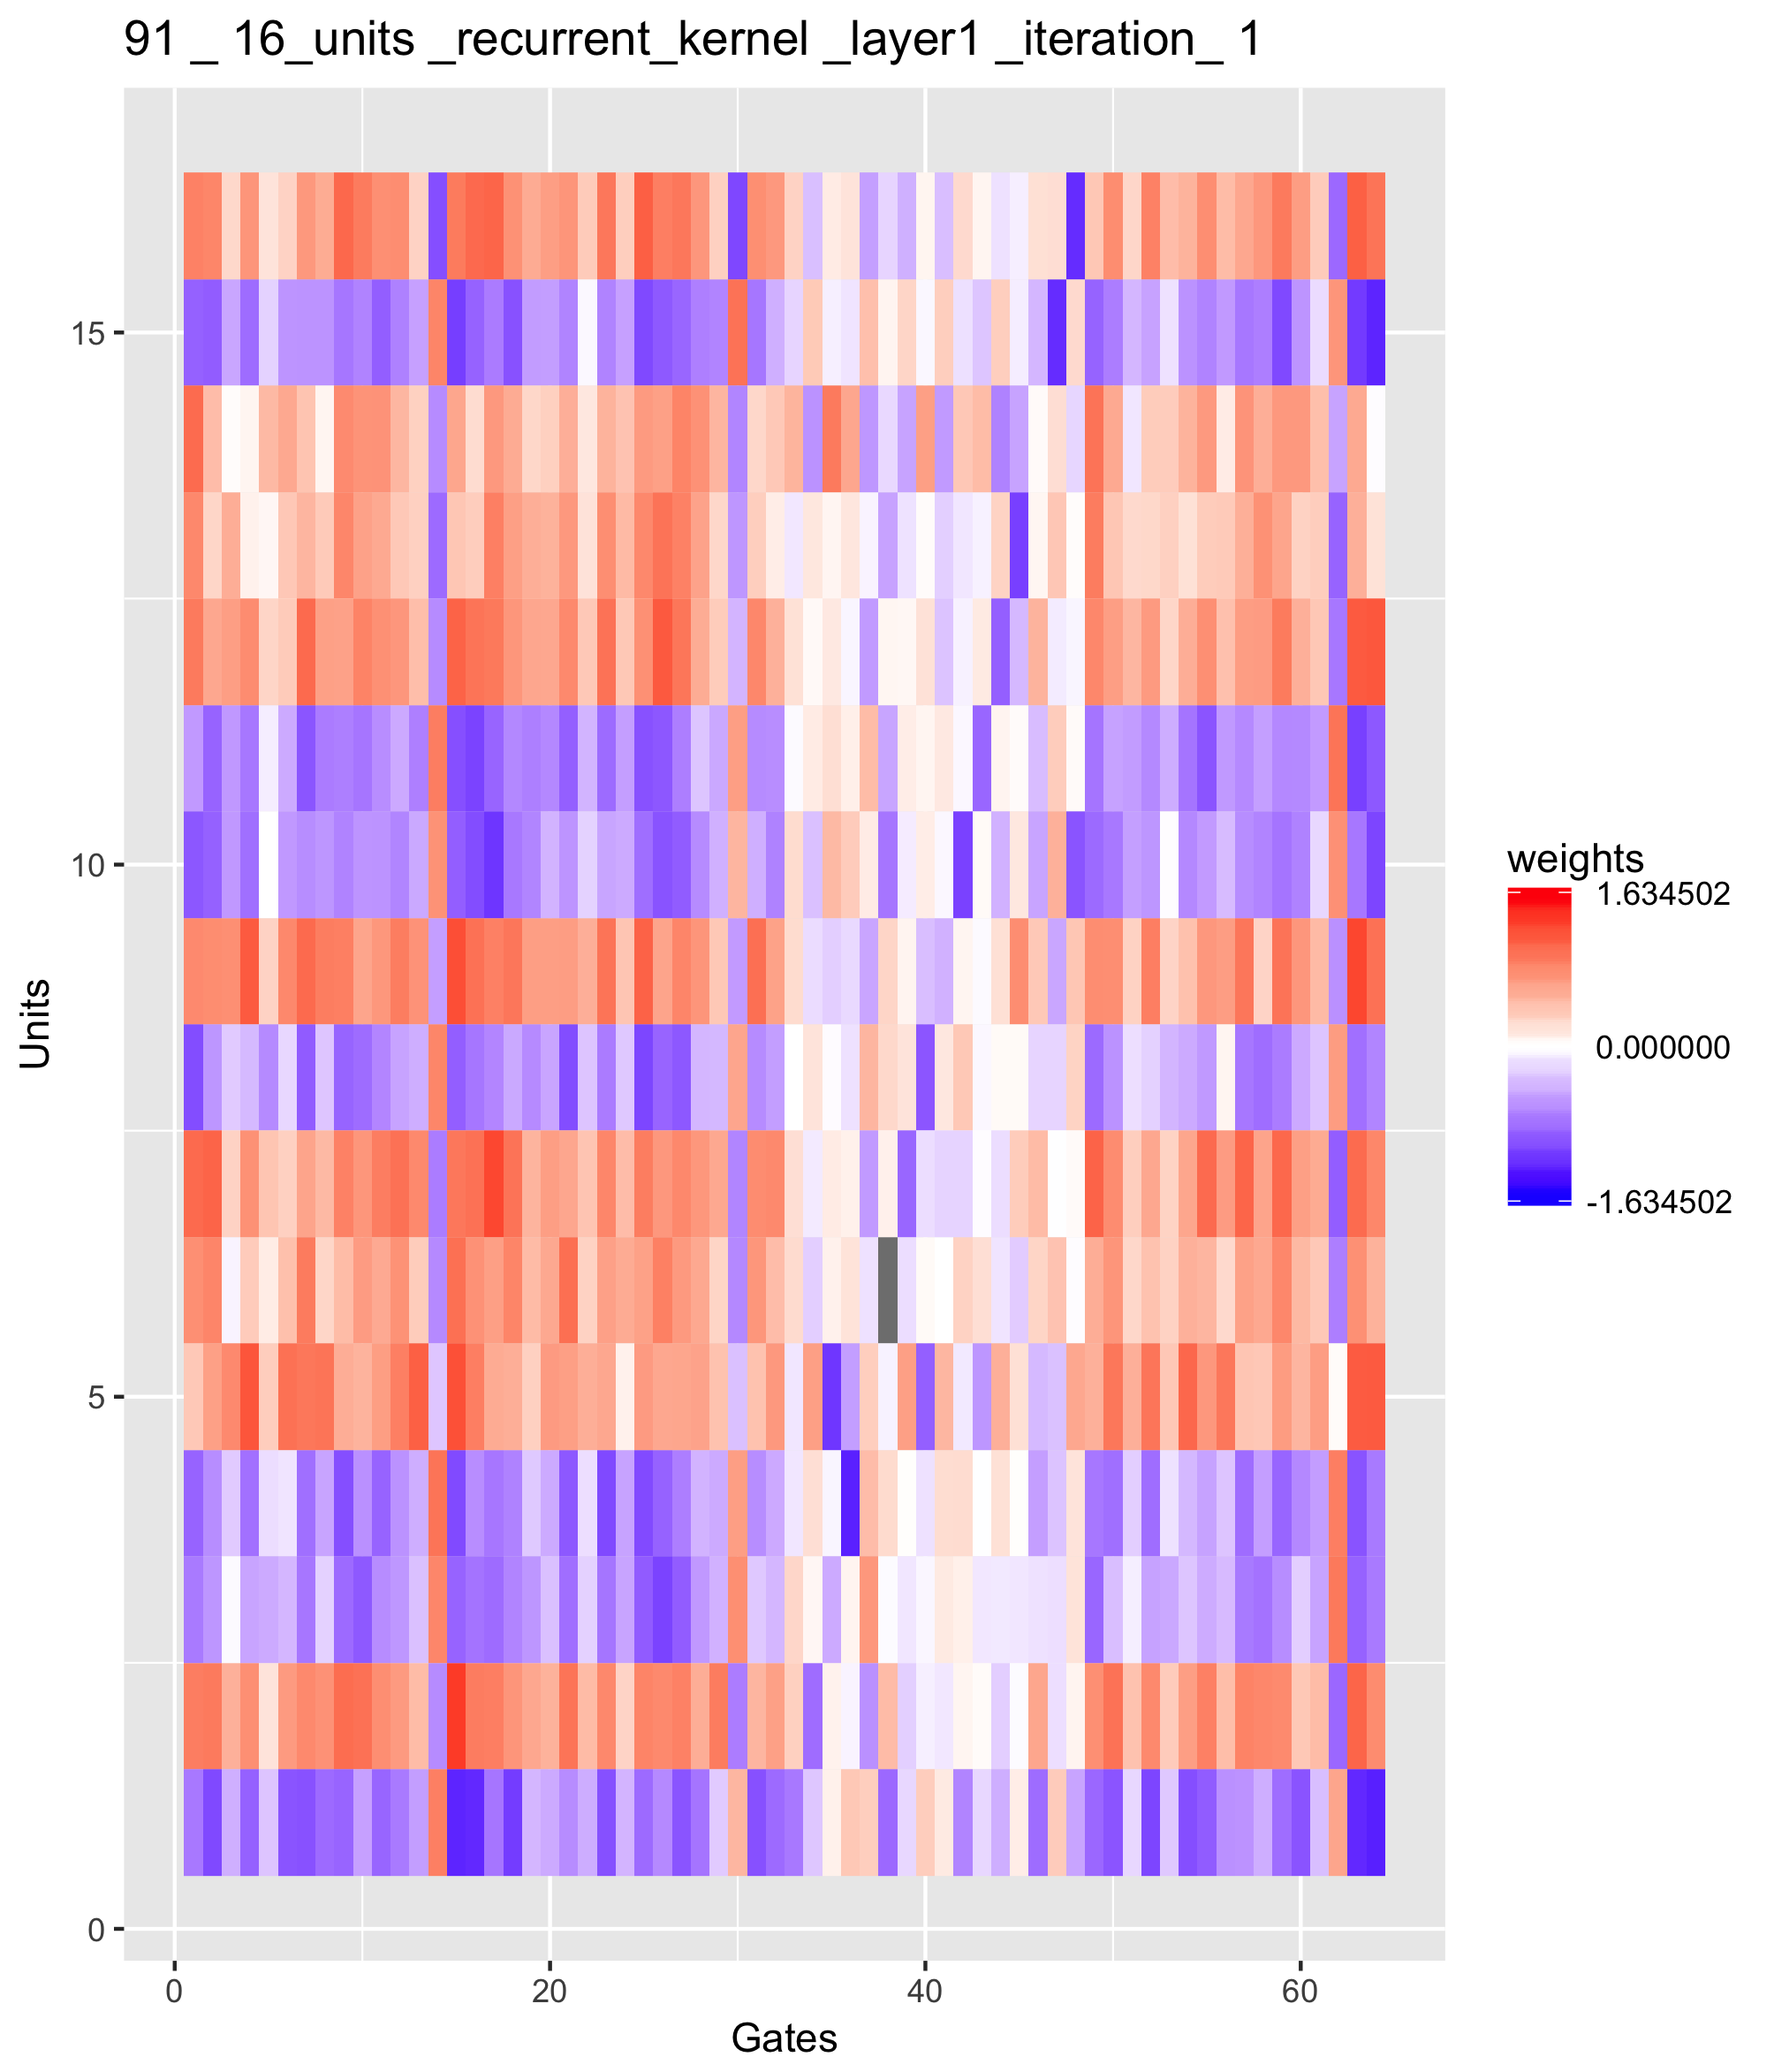 91 _ 16_units _recurrent_kernel _layer1 _iteration_ 1
15
10
5
0
Units
0 20 40 60
Gates
weights
1.634502
0.000000
-1.634502